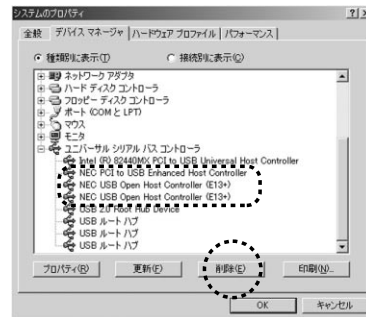 システムのプロパティ
全般 デバイス マネージャ ハードウェア プロファイル パフォーマンス
種類別に表示(T) 接続別に表示(C)
ネットワーク アダプタ
ハード ディスク コントローラ
フロッピー ディスク コントローラ
ポート (COM と LPT)
マウス
モニタ
ユニバーサル シリアル バス コントローラ
Intel (R) 82440MX PCI to USB Universal Host Controller
NEC PCI to USB Enhanced Host Controller
NEC USB Open Host Controller (E13+)
NEC USB Open Host Controller (E13+)
USB 2.0 Root Hub Device
USB ルート ハブ
USB ルート ハブ
USB ルート ハブ
プロパティ(R) 更新(F) 削除(E) 印刷(N)...
OK キャンセル